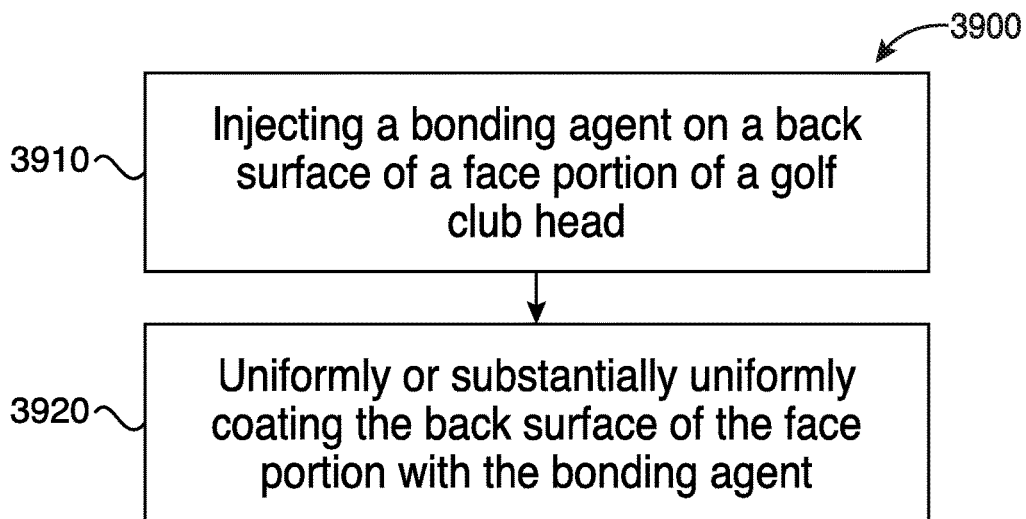 3900
3910
Injecting a bonding agent on a back
surface of a face portion of a golf
club head
3920
Uniformly or substantially uniformly
coating the back surface of the face
portion with the bonding agent